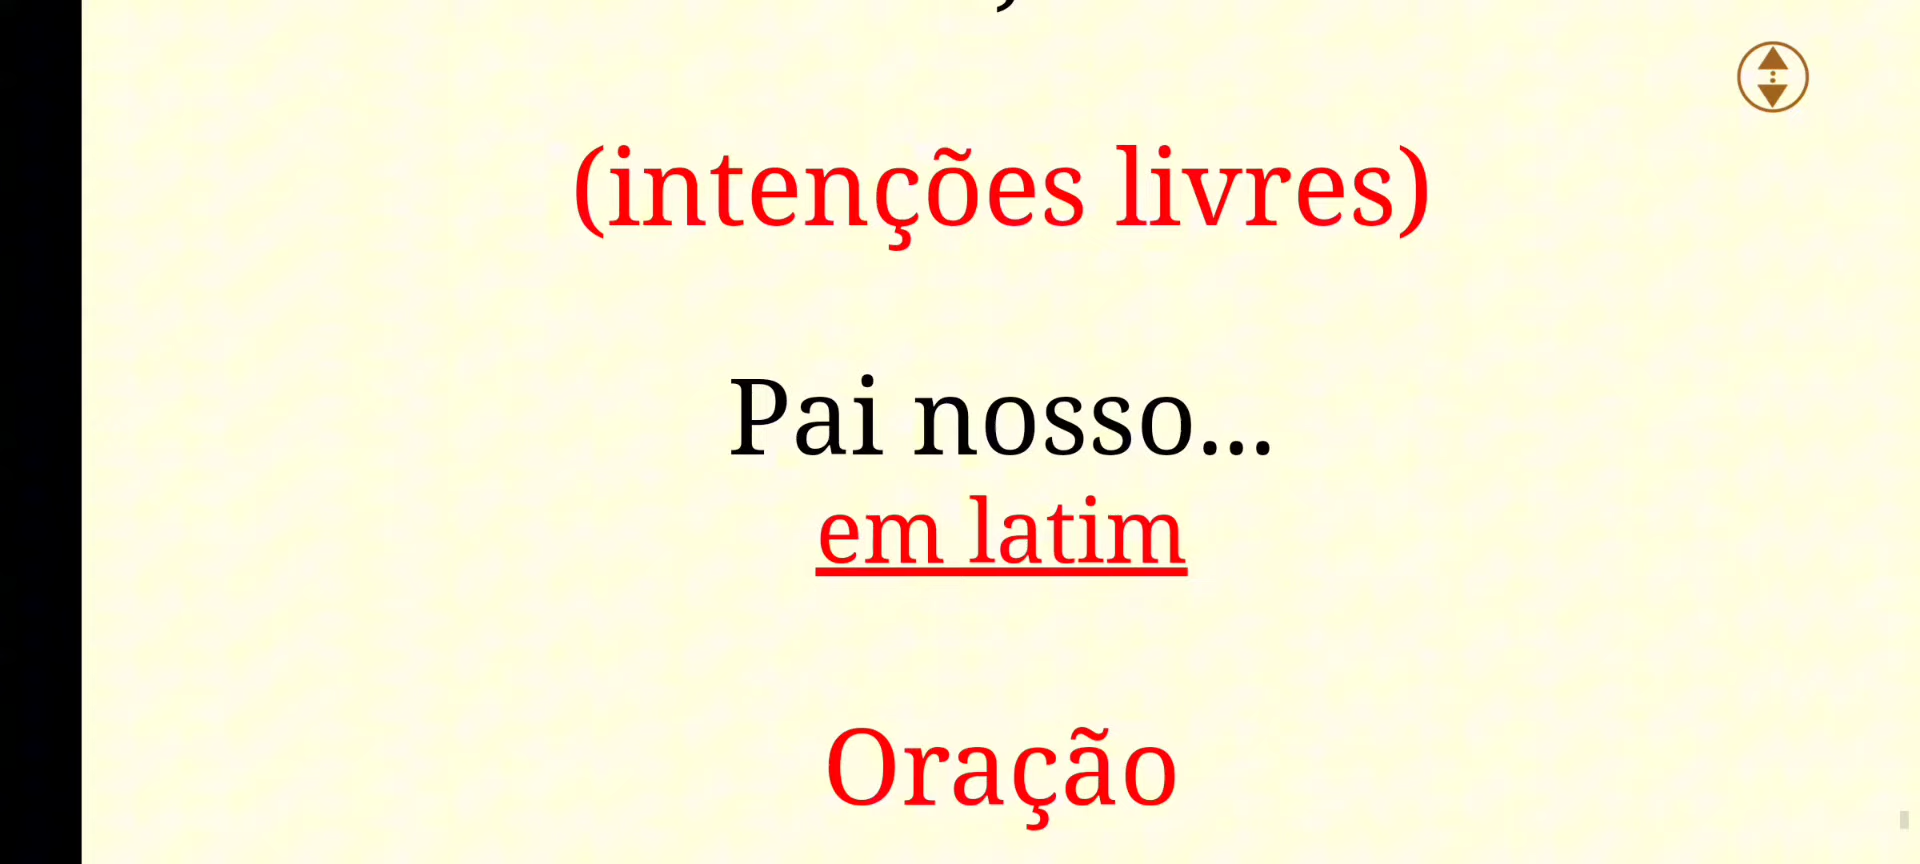 (intenções livres)
Pai nosso...
em latim
Oração